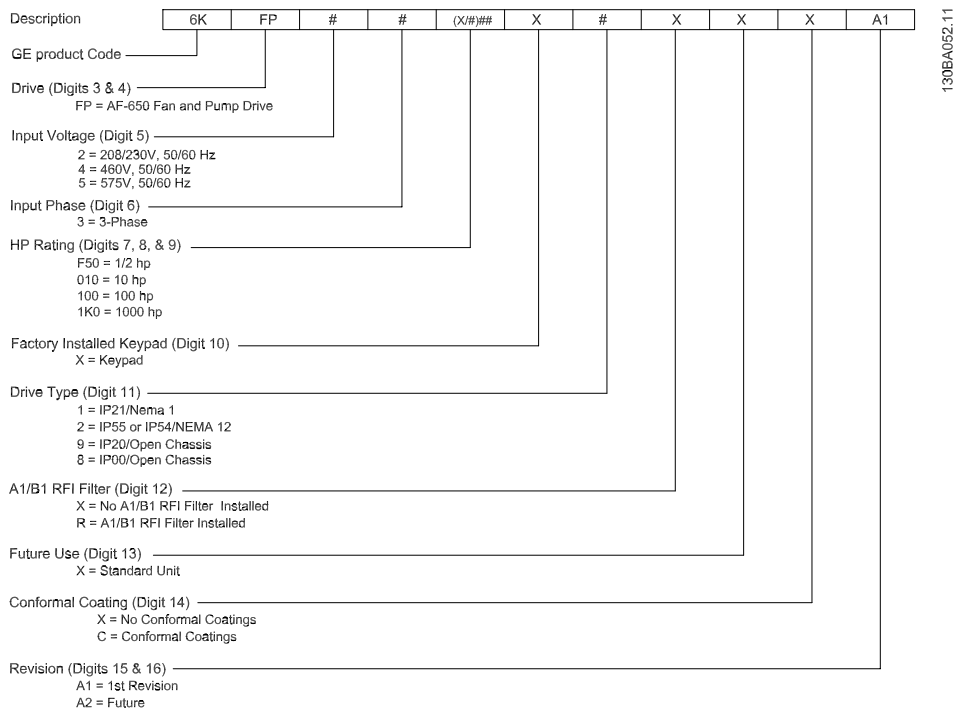 Description 6K FP # # (X/#)## X # X X X A1
GE product Code
Drive (Digits 3 & 4)
FP = AF-650 Fan and Pump Drive
Input Voltage (Digit 5)
2 = 208/230V, 50/60 Hz
4 = 460V, 50/60 Hz
5 = 575V, 50/60 Hz
Input Phase (Digit 6)
3 = 3-Phase
HP Rating (Digits 7, 8, & 9)
F50 = 1/2 hp
010 = 10 hp
100 = 100 hp
1K0 = 1000 hp
Factory Installed Keypad (Digit 10)
X = Keypad
Drive Type (Digit 11)
1 = IP21/Nema 1
2 = IP55 or IP54/NEMA 12
9 = IP20/Open Chassis
8 = IP00/Open Chassis
A1/B1 RFI Filter (Digit 12)
X = No A1/B1 RFI Filter Installed
R = A1/B1 RFI Filter Installed
Future Use (Digit 13)
X = Standard Unit
Conformal Coating (Digit 14)
X = No Conformal Coatings
C = Conformal Coatings
Revision (Digits 15 & 16)
A1 = 1st Revision
A2 = Future
130BA052.11